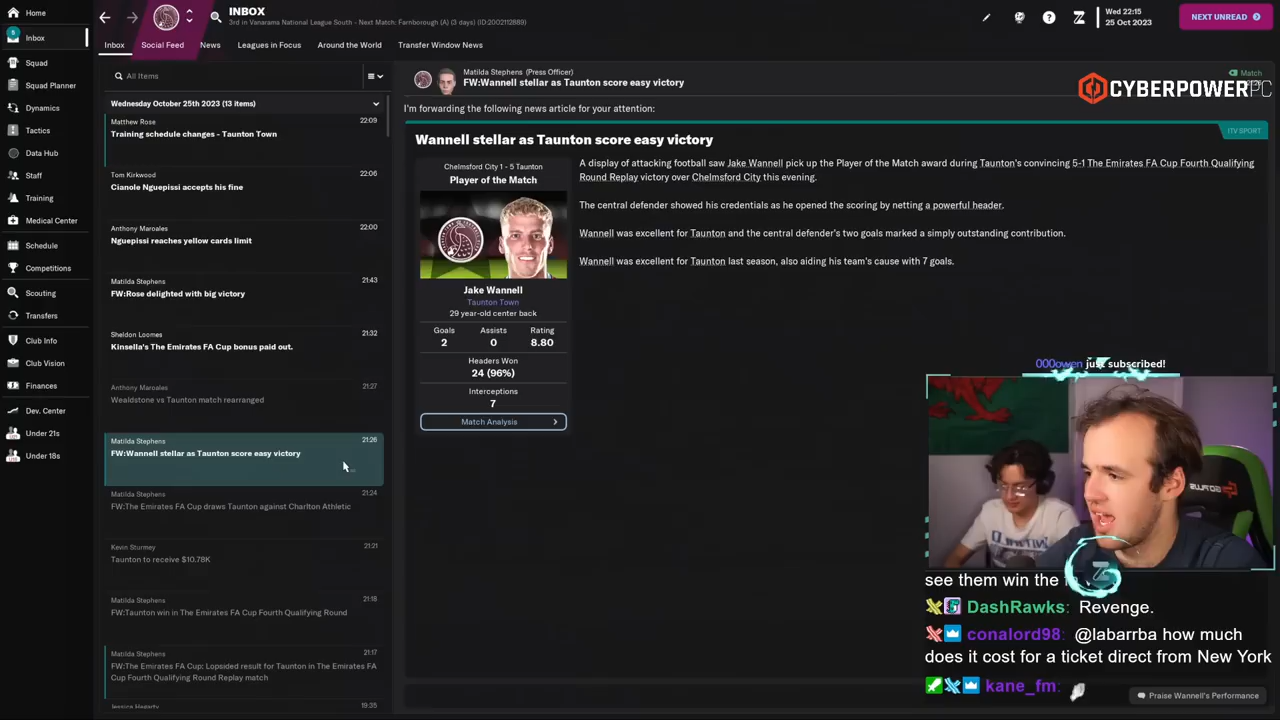 Home
Inbox
Squad
Squad Planner
Dynamics
Tactics
Data Hub
Staff
Training
Medical Center
Schedule
Competitions
Scouting
Transfers
Club Info
Club Vision
Finances
Dev. Center
Under 21s
Under 18s
INBOX
3rd in Vanarama National League South - Next Match: Farnborough (A) (3 days) (ID:2002112889)
Wed 22:15
25 Oct 2023
NEXT UNREAD
Inbox
Social Feed
News
Leagues in Focus
Around the World
Transfer Window News
All Items
Wednesday October 25th 2023 (13 items)
Matthew Rose 22:09
Training schedule changes - Taunton Town
Tom Kirkwood 22:06
Cianole Nguepissi accepts his fine
Anthony Maroales 22:00
Nguepissi reaches yellow cards limit
Matilda Stephens 21:43
FW:Rose delighted with big victory
Sheldon Loomes 21:32
Kinsella's The Emirates FA Cup bonus paid out.
Anthony Maroales 21:27
Wealdstone vs Taunton match rearranged
Matilda Stephens 21:26
FW:Wannell stellar as Taunton score easy victory
Matilda Stephens 21:24
FW:The Emirates FA Cup draws Taunton against Charlton Athletic
Kevin Sturmey 21:21
Taunton to receive $10.78K
Matilda Stephens 21:18
FW:Taunton win in The Emirates FA Cup Fourth Qualifying Round
Matilda Stephens 21:17
FW:The Emirates FA Cup: Lopsided result for Taunton in The Emirates FA
Cup Fourth Qualifying Round Replay match
Jessica Hegarty 19:35
Matilda Stephens (Press Officer)
FW:Wannell stellar as Taunton score easy victory
Match
CYBERPOWERPC
I'm forwarding the following news article for your attention:
ITV SPORT
Wannell stellar as Taunton score easy victory
Chelmsford City 1 - 5 Taunton
Player of the Match
Jake Wannell
Taunton Town
29 year-old center back
Goals Assists Rating
2 0 8.80
Headers Won
24 (96%)
Interceptions
7
Match Analysis
A display of attacking football saw Jake Wannell pick up the Player of the Match award during Taunton's convincing 5-1 The Emirates FA Cup Fourth Qualifying
Round Replay victory over Chelmsford City this evening.
The central defender showed his credentials as he opened the scoring by netting a powerful header.
Wannell was excellent for Taunton and the central defender's two goals marked a simply outstanding contribution.
Wannell was excellent for Taunton last season, also aiding his team's cause with 7 goals.
000owen just subscribed!
see them win the
DashRawks: Revenge.
conalord98: @labarba how much
does it cost for a ticket direct from New York
kane_fm:
Praise Wannell's Performance